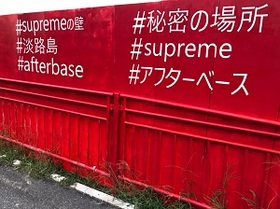 #supremeの壁
#淡路島
#afterbase
#秘密の場所
#supreme
#アフターベース